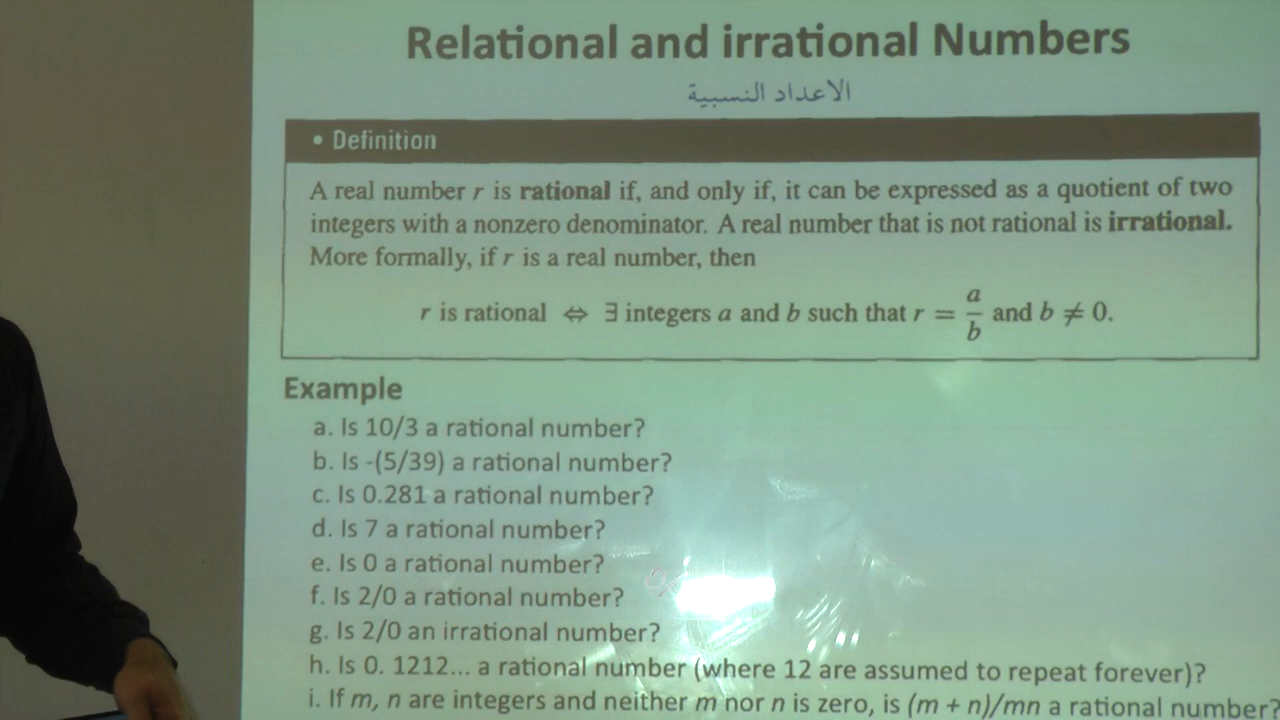 Relational and irrational Numbers
الاعداد النسبية
• Definition
A real number r is rational if, and only if, it can be expressed as a quotient of two
integers with a nonzero denominator. A real number that is not rational is irrational.
More formally, if r is a real number, then
r is rational ⇔ ∃ integers a and b such that r = a/b and b ≠ 0.
Example
a. Is 10/3 a rational number?
b. Is -(5/39) a rational number?
c. Is 0.281 a rational number?
d. Is 7 a rational number?
e. Is 0 a rational number?
f. Is 2/0 a rational number?
g. Is 2/0 an irrational number?
h. Is 0. 1212... a rational number (where 12 are assumed to repeat forever)?
i. If m, n are integers and neither m nor n is zero, is (m + n)/mn a rational number?